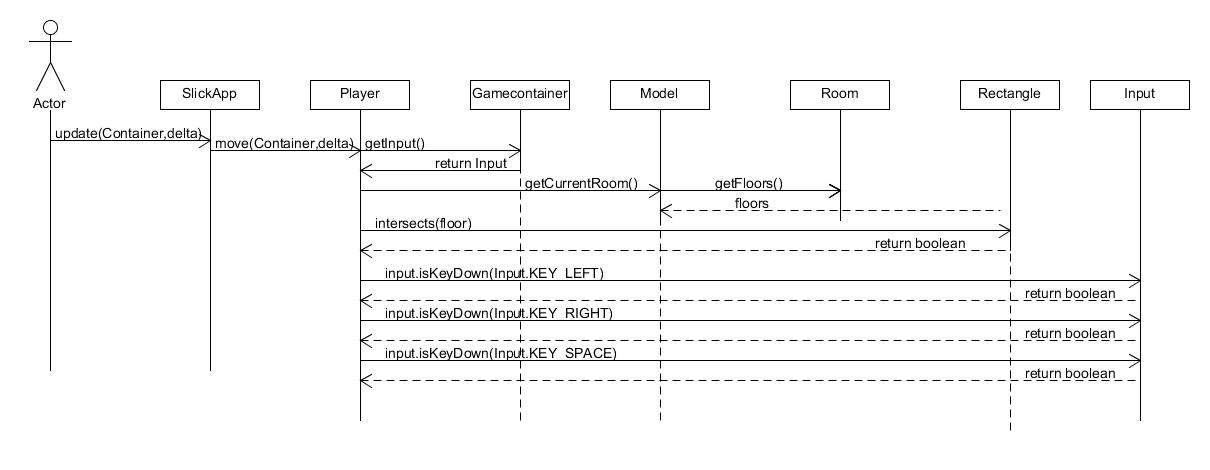 Actor
SlickApp
Player
Gamecontainer
Model
Room
Rectangle
Input
update(Container,delta)
move(Container,delta)
getInput()
return Input
getCurrentRoom()
getFloors()
floors
intersects(floor)
return boolean
input.isKeyDown(Input.KEY_LEFT)
return boolean
input.isKeyDown(Input.KEY_RIGHT)
return boolean
input.isKeyDown(Input.KEY_SPACE)
return boolean